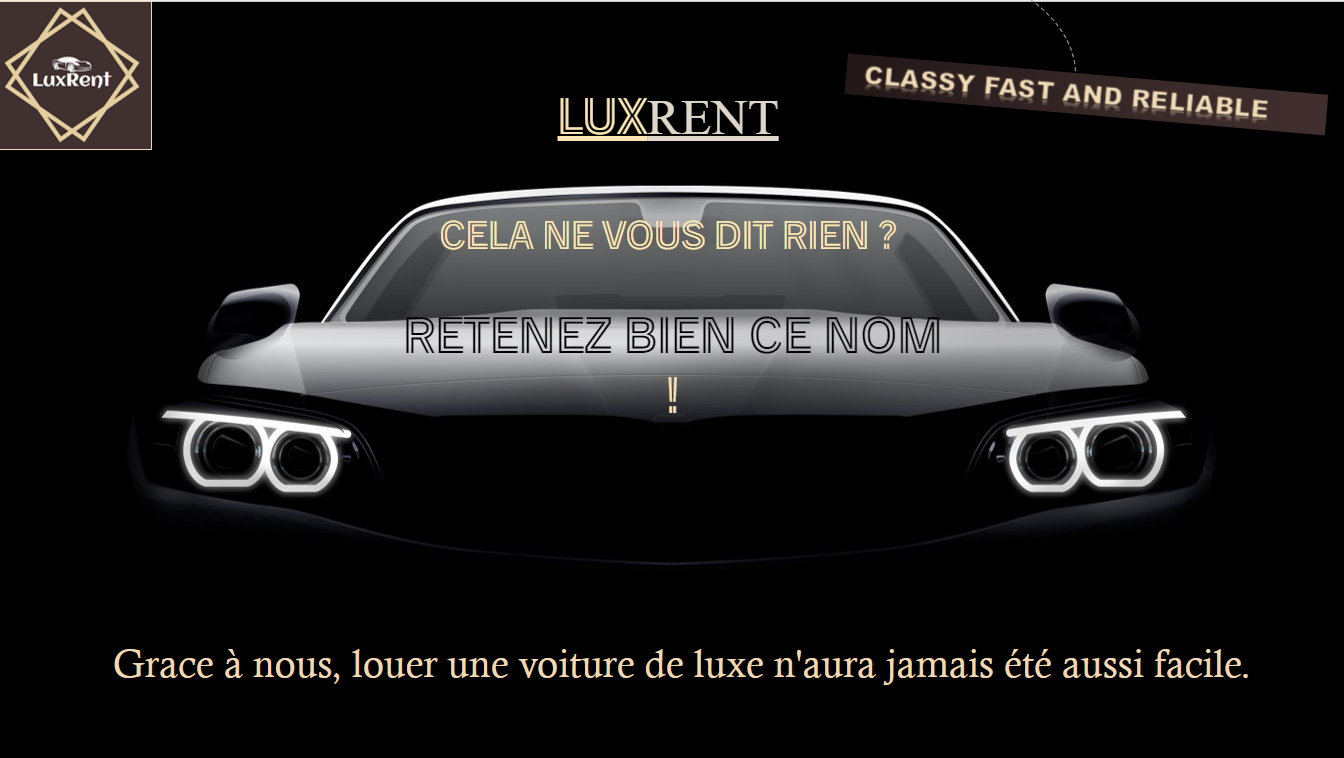 LuxRent
CLASSY FAST AND RELIABLE
LUXRENT
CELA NE VOUS DIT RIEN ?
RETENEZ BIEN CE NOM
!!
Grace à nous, louer une voiture de luxe n'aura jamais été aussi facile.